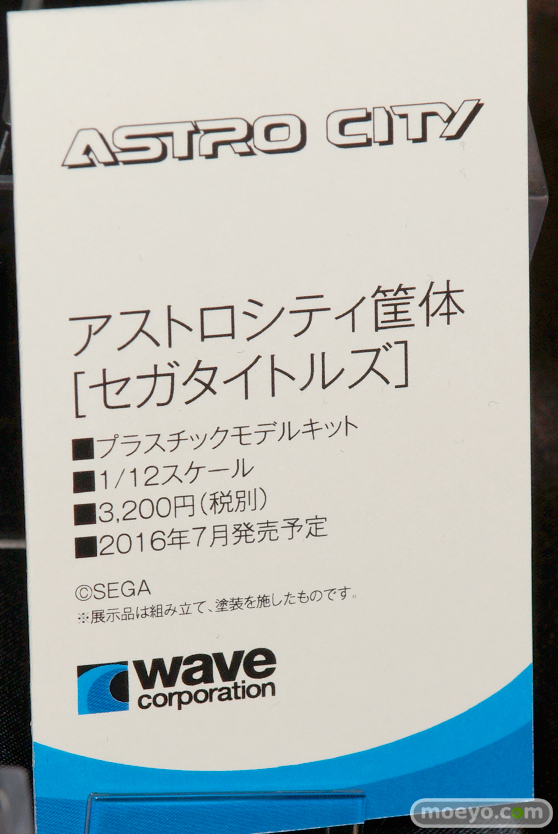 ASTRO CITY
アストロシティ筐体
[セガタイトルズ]
■プラスチックモデルキット
■1/12スケール
■3,200円(税別)
■2016年7月発売予定
©SEGA
※展示品は組み立て、塗装を施したものです。
wave
corporation
moeyo.com